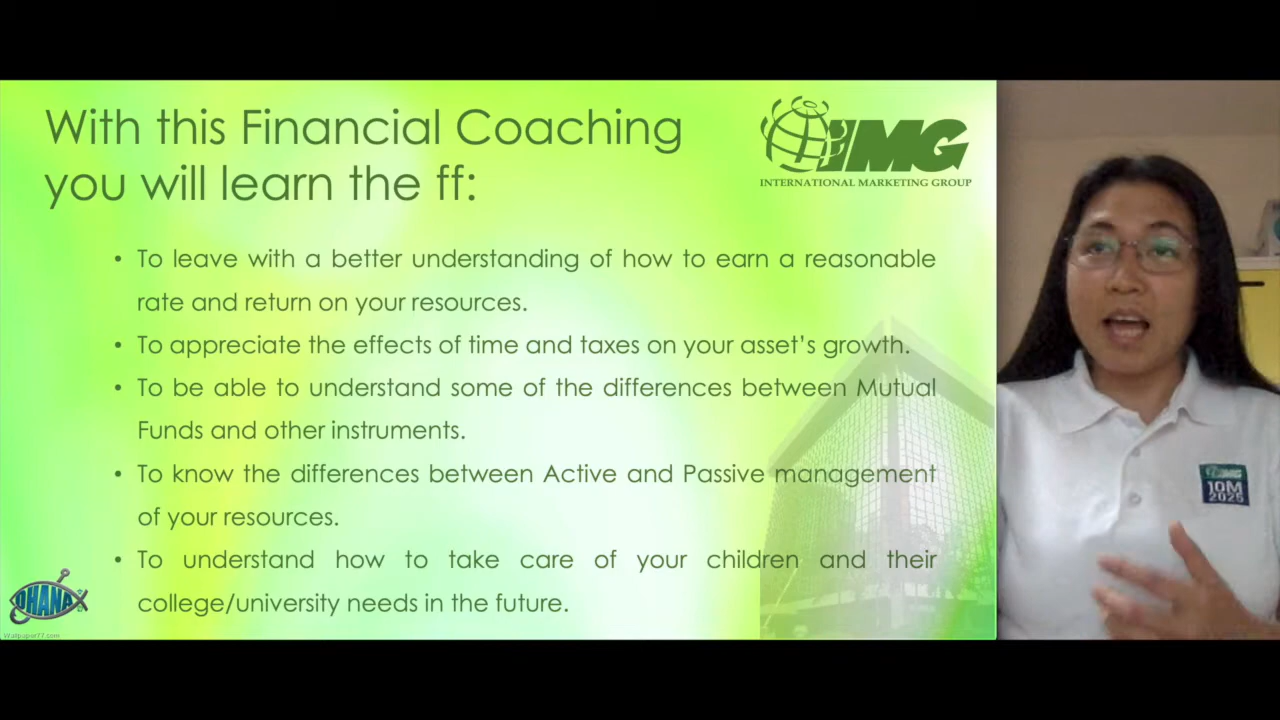 With this Financial Coaching
you will learn the ff:
IMG
INTERNATIONAL MARKETING GROUP
• To leave with a better understanding of how to earn a reasonable
rate and return on your resources.
• To appreciate the effects of time and taxes on your asset's growth.
• To be able to understand some of the differences between Mutual
Funds and other instruments.
• To know the differences between Active and Passive management
of your resources.
• To understand how to take care of your children and their
college/university needs in the future.
OHANA
Wallpaper77.com
IMG
10M
2025